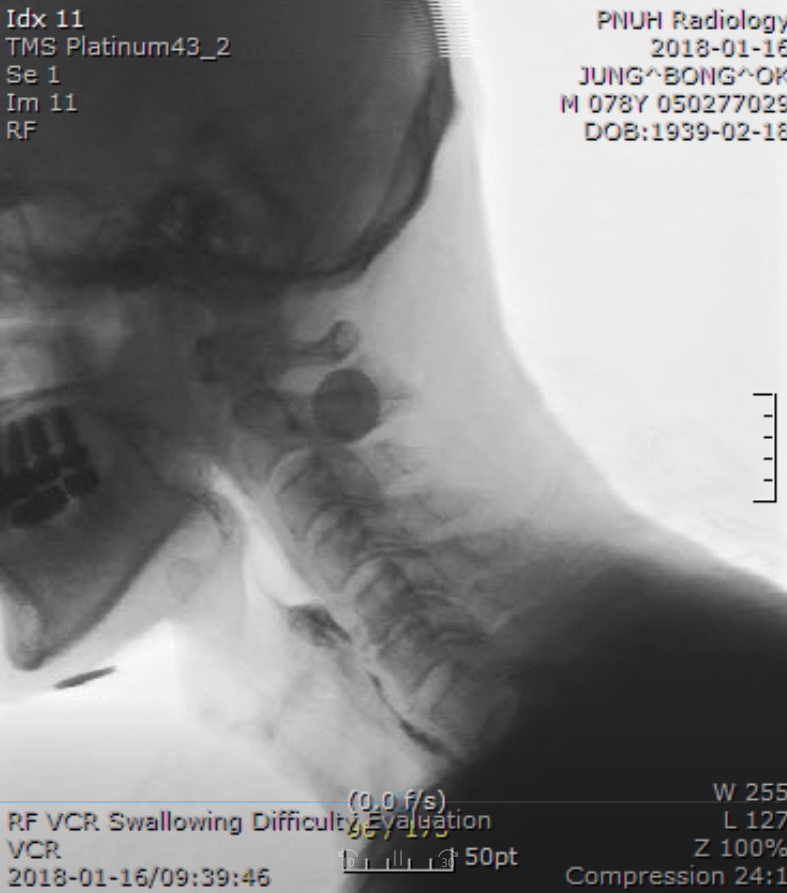 Idx 11
TMS Platinum43_2
Se 1
Im 11
RF
PNUH Radiology
2018-01-16
JUNG^BONG^OK
M 078Y 050277029
DOB:1939-02-18
(0.0 f/s)
96 / 173
50pt
RF VCR Swallowing Difficulty Evaluation
VCR
2018-01-16/09:39:46
W 255
L 127
Z 100%
Compression 24:1